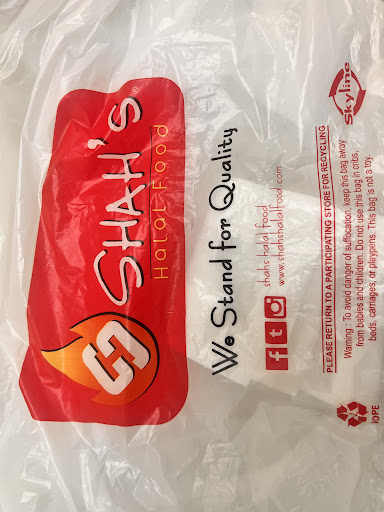 SHAH's®
Halal Food
We Stand for Quality
f t
shahs halal food
www.shahshalalfood.com
Skyline
PLEASE RETURN TO A PARTICIPATING STORE FOR RECYCLING
Warning : To avoid danger of suffocation, keep this bag away
from babies and children. Do not use this bag in cribs,
beds, carriages, or playpens. This bag is not a toy.